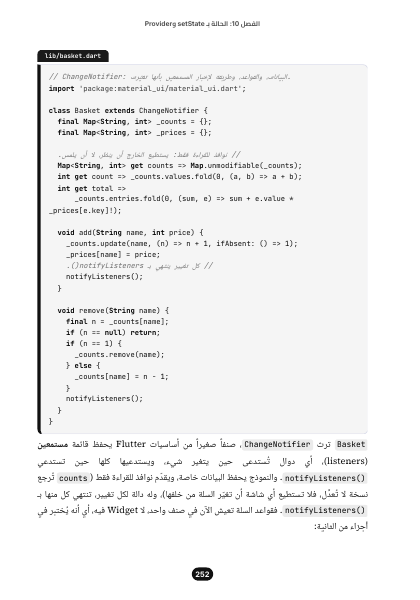 الفصل 10: الحالة بـ setState وProvider
lib/basket.dart
// ChangeNotifier: البيانات، والقواعد، وطريقة لإخبار المستمعين بأنها تغيرت.
import 'package:material_ui/material_ui.dart';
class Basket extends ChangeNotifier {
final Map<String, int> _counts = {};
final Map<String, int> _prices = {};
// نوافذ للقراءة فقط: يستطيع الخارج أن ينظر، لا أن يلمس.
Map<String, int> get counts => Map.unmodifiable(_counts);
int get count => _counts.values.fold(0, (a, b) => a + b);
int get total =>
_counts.entries.fold(0, (sum, e) => sum + e.value *
_prices[e.key]!);
void add(String name, int price) {
_counts.update(name, (n) => n + 1, ifAbsent: () => 1);
_prices[name] = price;
// كل تغيير ينتهي بـ notifyListeners().
notifyListeners();
}
void remove(String name) {
final n = _counts[name];
if (n == null) return;
if (n == 1) {
_counts.remove(name);
} else {
_counts[name] = n - 1;
}
notifyListeners();
}
}
Basket ترث ChangeNotifier، صنفاً صغيراً من أساسيات Flutter يحفظ قائمة مستمعين
(listeners)، أي دوال تُستدعى حين يتغير شيء، ويستدعيها كلها حين تستدعي
notifyListeners(). والنموذج يحفظ البيانات خاصة، ويقدّم نوافذ للقراءة فقط (counts تُرجع
نسخة لا تُعدَّل، فلا تستطيع أي شاشة أن تغيّر السلة من خلفها)، وله دالة لكل تغيير، تنتهي كل منها بـ
notifyListeners(). فقواعد السلة تعيش الآن في صنف واحد، لا Widget فيه، أي أنه يُختبر في
أجزاء من الثانية:
252